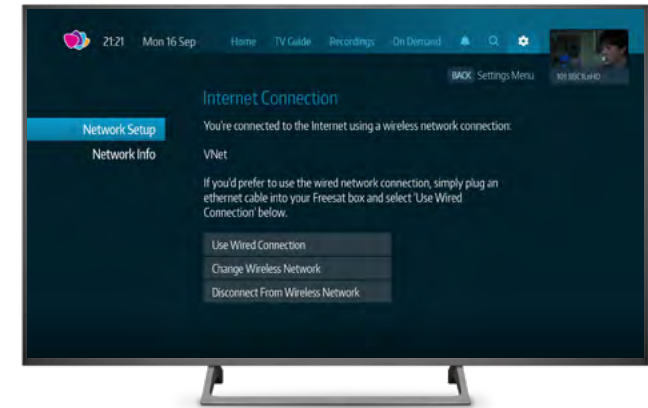 21:21 Mon 16 Sep Home TV Guide Recordings On Demand
BACK Settings Menu
Internet Connection
Network Setup
Network Info
You're connected to the Internet using a wireless network connection:
VNet
If you'd prefer to use the wired network connection, simply plug an
ethernet cable into your Freesat box and select 'Use Wired
Connection' below.
Use Wired Connection
Change Wireless Network
Disconnect From Wireless Network